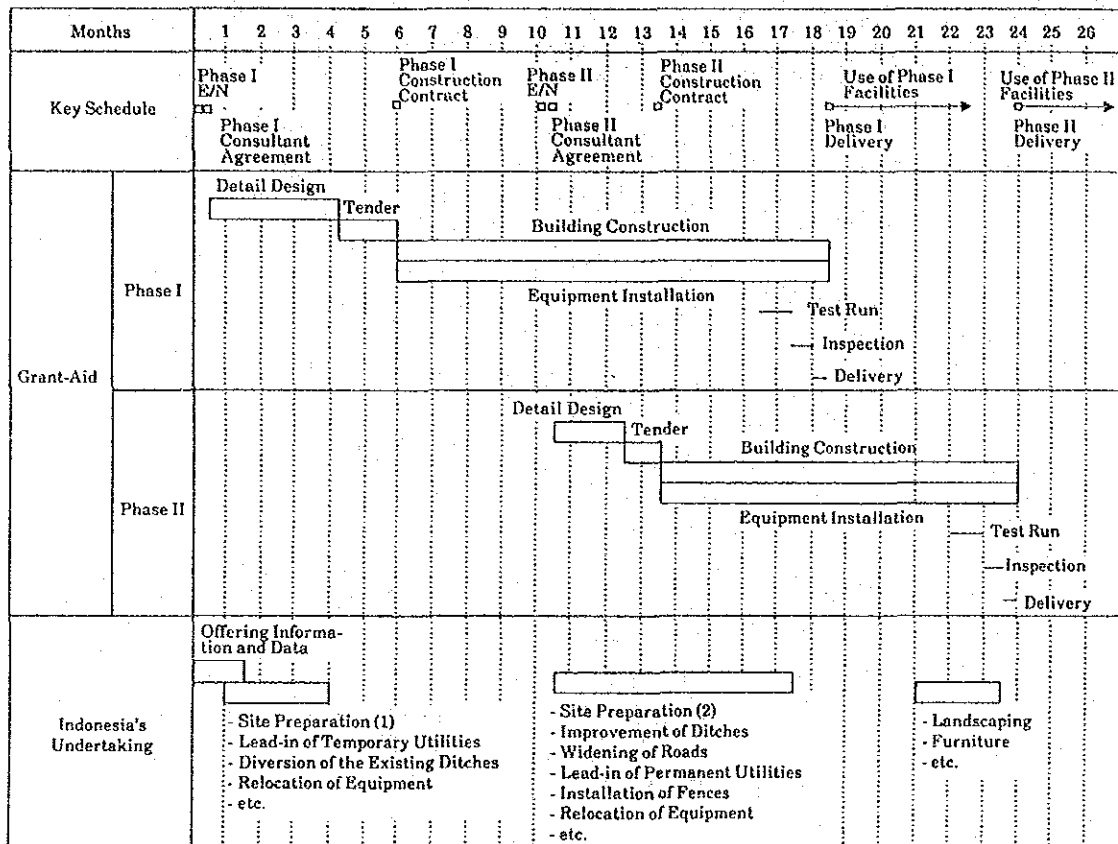 Months 1 2 3 4 5 6 7 8 9 10 11 12 13 14 15 16 17 18 19 20 21 22 23 24 25 26
Key Schedule
Phase I
E/N
Phase I
Consultant
Agreement
Phase I
Construction
Contract
Phase II
E/N
Phase II
Consultant
Agreement
Phase II
Construction
Contract
Use of Phase I
Facilities
Phase I
Delivery
Use of Phase II
Facilities
Phase II
Delivery
Grant-Aid
Phase I
Detail Design
Tender
Building Construction
Equipment Installation
Test Run
Inspection
Delivery
Phase II
Detail Design
Tender
Building Construction
Equipment Installation
Test Run
Inspection
Delivery
Indonesia's
Undertaking
Offering Informa-
tion and Data
- Site Preparation (1)
- Lead-in of Temporary Utilities
- Diversion of the Existing Ditches
- Relocation of Equipment
- etc.
- Site Preparation (2)
- Improvement of Ditches
- Widening of Roads
- Lead-in of Permanent Utilities
- Installation of Fences
- Relocation of Equipment
- etc.
- Landscaping
- Furniture
- etc.